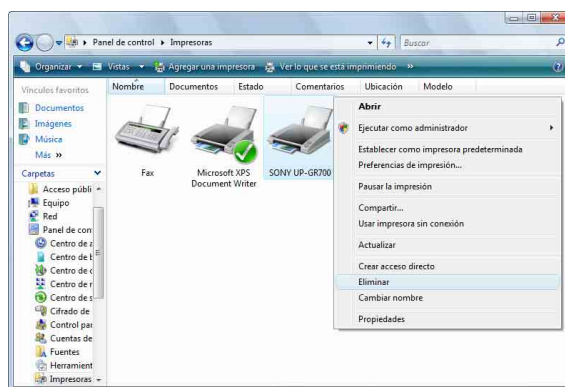 Panel de control ▸ Impresoras
Buscar
Organizar Vistas Agregar una impresora Ver lo que se está imprimiendo »
Vínculos favoritos
Documentos
Imágenes
Música
Más »
Carpetas
Acceso públi
Equipo
Red
Panel de con
Centro de a
Centro de b
Centro de c
Centro de r
Centro de s
Cifrado de
Control par
Cuentas de
Fuentes
Herramient
Impresoras
Nombre Documentos Estado Comentarios Ubicación Modelo
Fax
Microsoft XPS
Document Writer
SONY UP-GR700
Abrir
Ejecutar como administrador
Establecer como impresora predeterminada
Preferencias de impresión...
Pausar la impresión
Compartir...
Usar impresora sin conexión
Actualizar
Crear acceso directo
Eliminar
Cambiar nombre
Propiedades